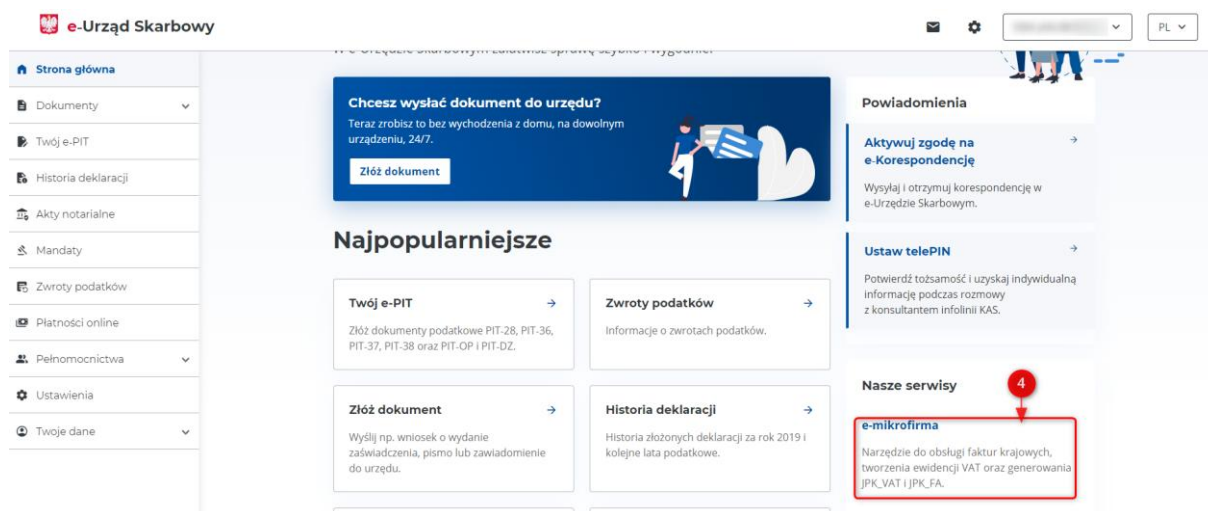 e-Urząd Skarbowy
PL
W e-Urzędzie Skarbowym załatwisz sprawę szybko i wygodnie.
Strona główna
Dokumenty
Twój e-PIT
Historia deklaracji
Akty notarialne
Mandaty
Zwroty podatków
Płatności online
Pełnomocnictwa
Ustawienia
Twoje dane
Chcesz wysłać dokument do urzędu?
Teraz zrobisz to bez wychodzenia z domu, na dowolnym
urządzeniu, 24/7.
Złóż dokument
Najpopularniejsze
Twój e-PIT
Złóż dokumenty podatkowe PIT-28, PIT-36,
PIT-37, PIT-38 oraz PIT-OP i PIT-DZ.
Zwroty podatków
Informacje o zwrotach podatków.
Złóż dokument
Wyślij np. wniosek o wydanie
zaświadczenia, pismo lub zawiadomienie
do urzędu.
Historia deklaracji
Historia złożonych deklaracji za rok 2019 i
kolejne lata podatkowe.
Powiadomienia
Aktywuj zgodę na
e-Korespondencję
Wysyłaj i otrzymuj korespondencję w
e-Urzędzie Skarbowym.
Ustaw telePIN
Potwierdź tożsamość i uzyskaj indywidualną
informację podczas rozmowy
z konsultantem infolinii KAS.
Nasze serwisy
4
e-mikrofirma
Narzędzie do obsługi faktur krajowych,
tworzenia ewidencji VAT oraz generowania
JPK_VAT i JPK_FA.